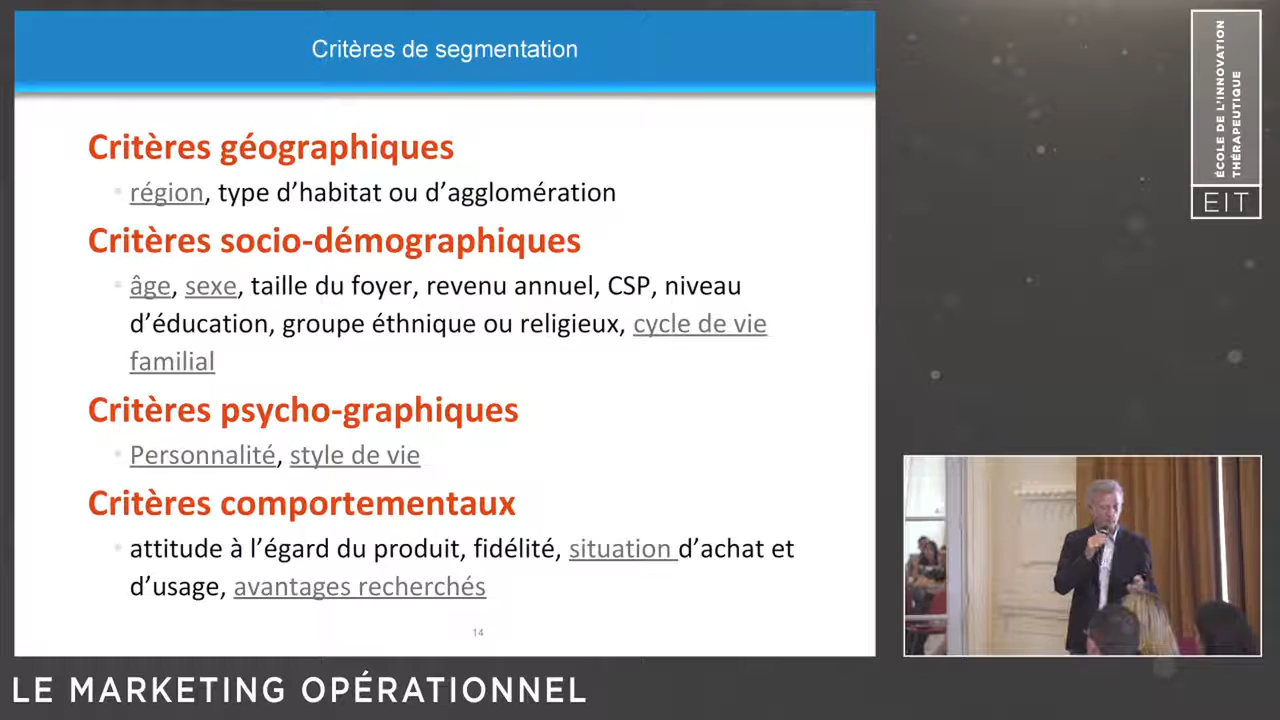 Critères de segmentation
Critères géographiques
région, type d’habitat ou d’agglomération
Critères socio-démographiques
âge, sexe, taille du foyer, revenu annuel, CSP, niveau
d’éducation, groupe éthnique ou religieux, cycle de vie
familial
Critères psycho-graphiques
Personnalité, style de vie
Critères comportementaux
attitude à l’égard du produit, fidélité, situation d’achat et
d’usage, avantages recherchés
14
ÉCOLE DE L’INNOVATION
THÉRAPEUTIQUE
EIT
LE MARKETING OPÉRATIONNEL